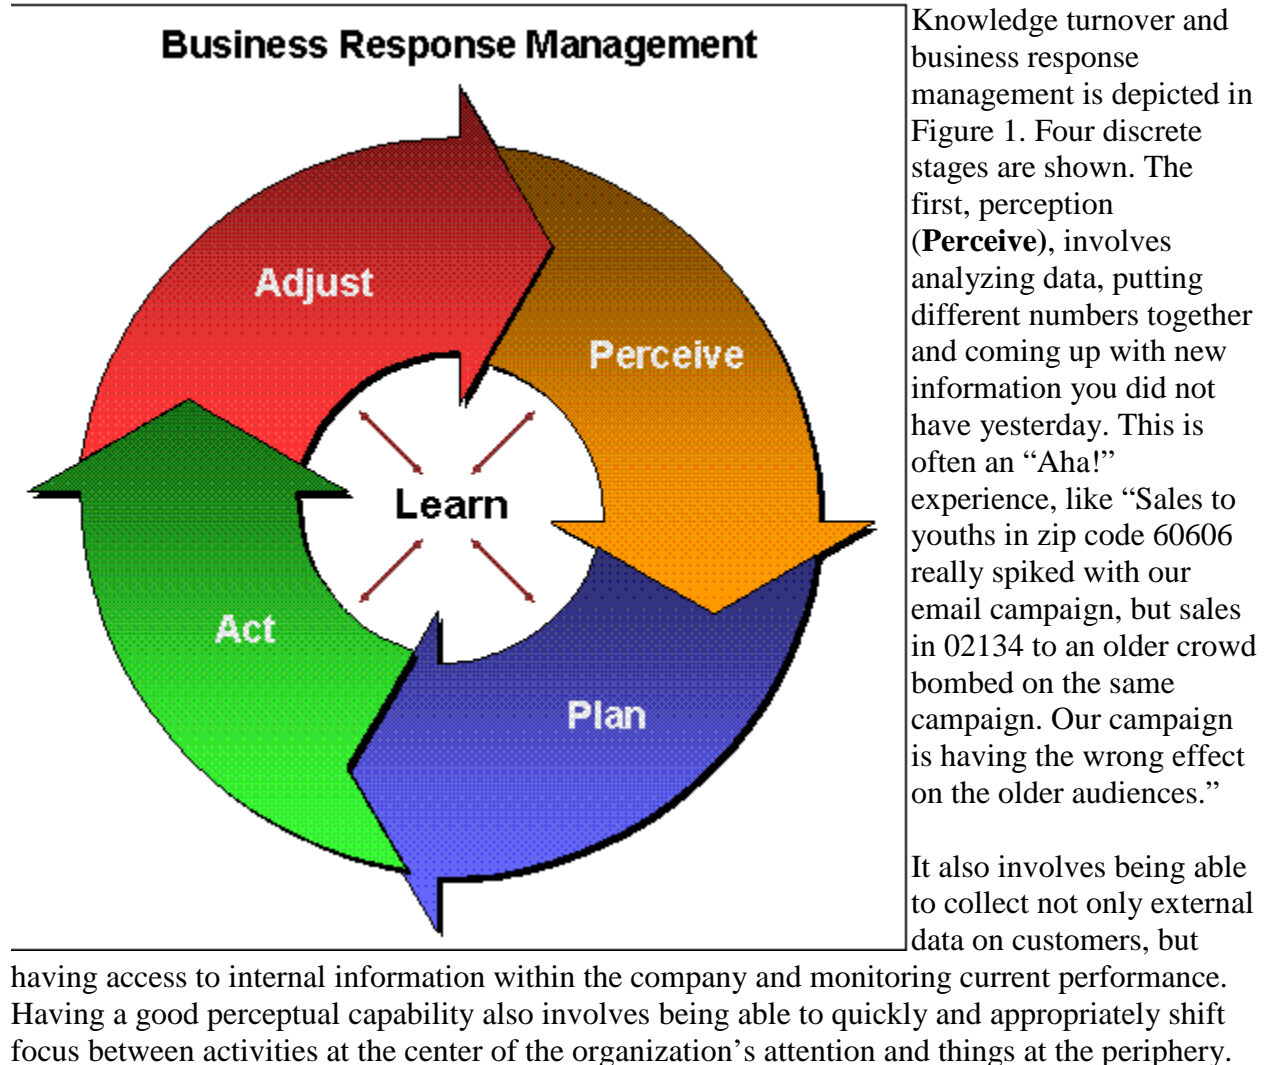 Business Response Management
Adjust
Perceive
Learn
Act
Plan
Knowledge turnover and
business response
management is depicted in
Figure 1. Four discrete
stages are shown. The
first, perception
(Perceive), involves
analyzing data, putting
different numbers together
and coming up with new
information you did not
have yesterday. This is
often an “Aha!”
experience, like “Sales to
youths in zip code 60606
really spiked with our
email campaign, but sales
in 02134 to an older crowd
bombed on the same
campaign. Our campaign
is having the wrong effect
on the older audiences.”
It also involves being able
to collect not only external
data on customers, but
having access to internal information within the company and monitoring current performance.
Having a good perceptual capability also involves being able to quickly and appropriately shift
focus between activities at the center of the organization’s attention and things at the periphery.